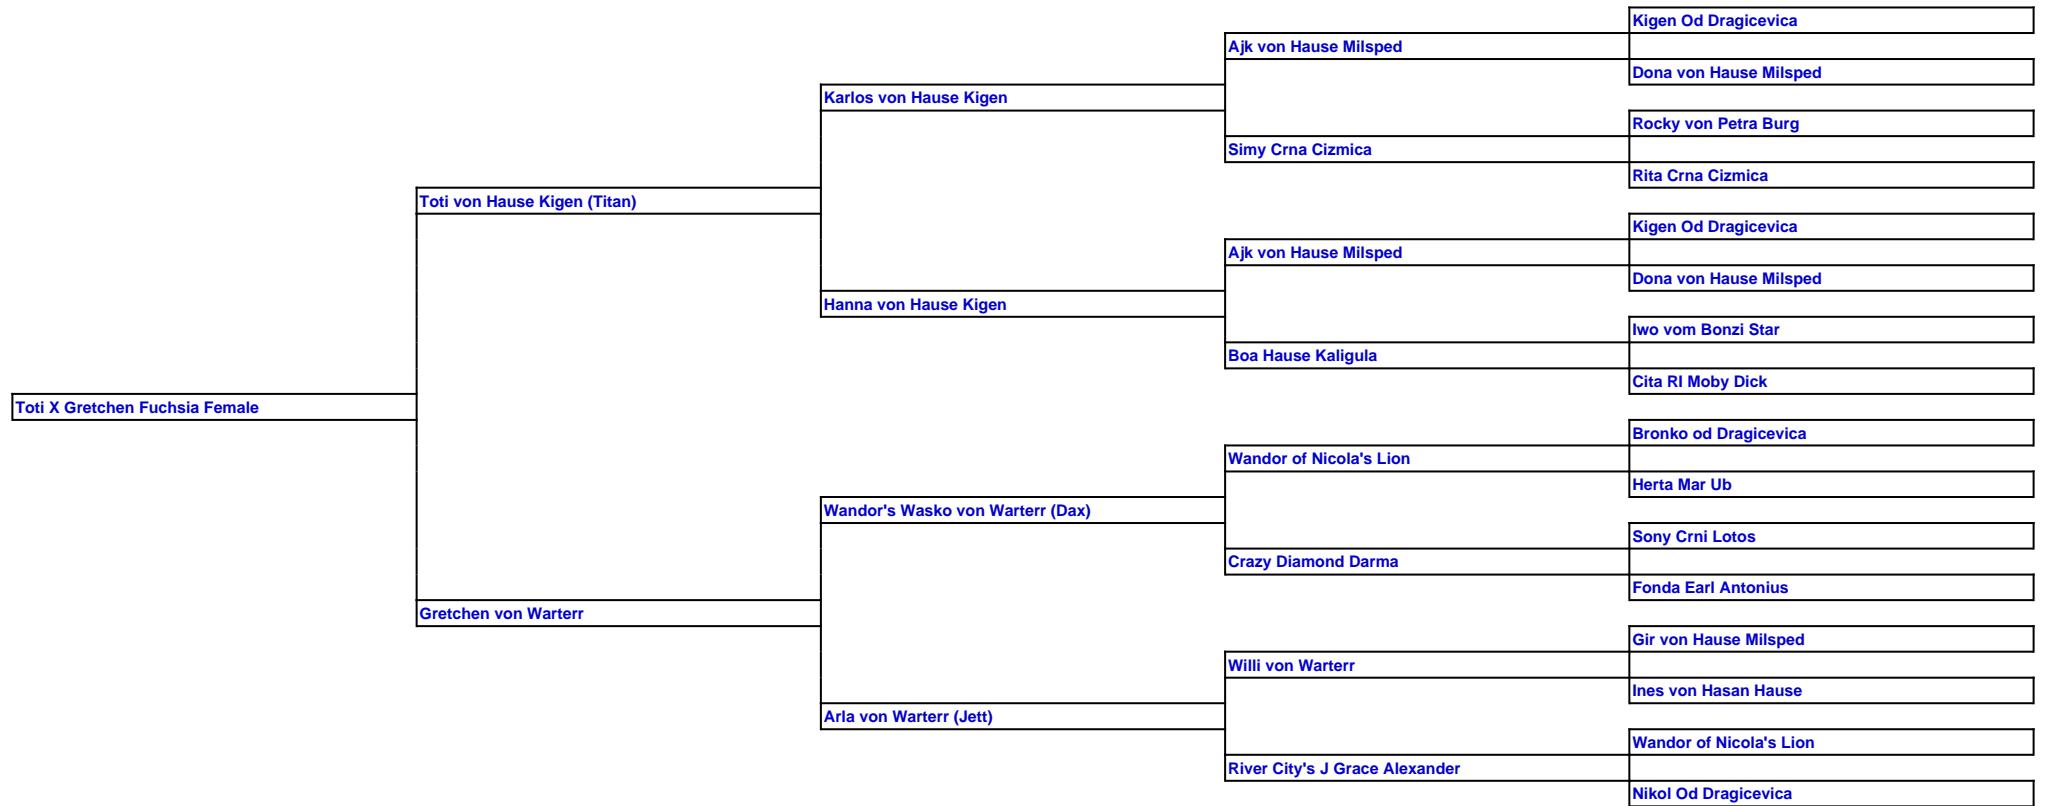 Kigen Od Dragicevica
Ajk von Hause Milsped
Dona von Hause Milsped
Karlos von Hause Kigen
Rocky von Petra Burg
Simy Crna Cizmica
Rita Crna Cizmica
Toti von Hause Kigen (Titan)
Kigen Od Dragicevica
Ajk von Hause Milsped
Dona von Hause Milsped
Hanna von Hause Kigen
Iwo vom Bonzi Star
Boa Hause Kaligula
Cita RI Moby Dick
Toti X Gretchen Fuchsia Female
Bronko od Dragicevica
Wandor of Nicola's Lion
Herta Mar Ub
Wandor's Wasko von Warterr (Dax)
Sony Crni Lotos
Crazy Diamond Darma
Fonda Earl Antonius
Gretchen von Warterr
Gir von Hause Milsped
Willi von Warterr
Ines von Hasan Hause
Arla von Warterr (Jett)
Wandor of Nicola's Lion
River City's J Grace Alexander
Nikol Od Dragicevica